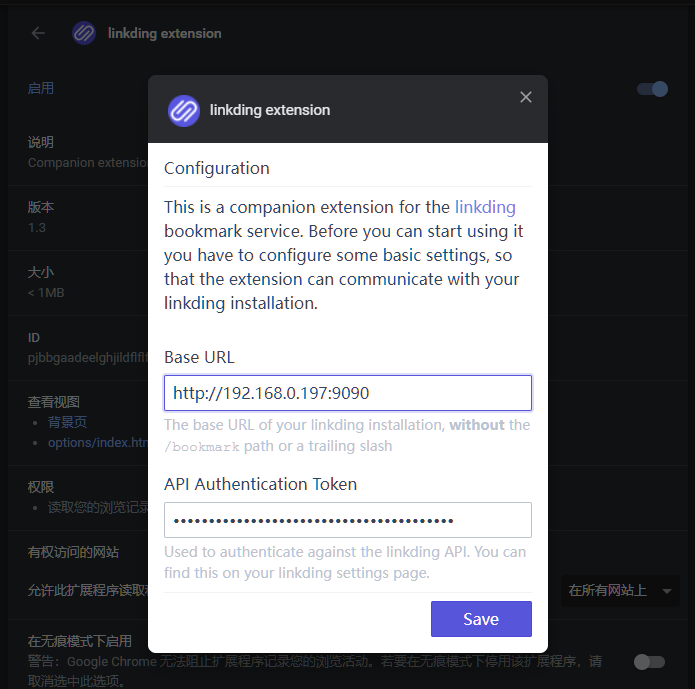 linkding extension
启用
linkding extension
说明
Companion extensio
版本
1.3
大小
< 1MB
ID
查看视图
背景页
options/index.htm
权限
读取您的浏览记录
有权访问的网站
允许此扩展程序读取
在所有网站上
在无痕模式下启用
警告：Google Chrome 无法阻止扩展程序记录您的浏览活动。若要在无痕模式下停用该扩展程序，请
取消选中此选项。
Configuration
This is a companion extension for the linkding
bookmark service. Before you can start using it
you have to configure some basic settings, so
that the extension can communicate with your
linkding installation.
Base URL
http://192.168.0.197:9090
The base URL of your linkding installation, without the
/bookmark path or a trailing slash
API Authentication Token
••••••••••••••••••••••••••••••••••••••••
Used to authenticate against the linkding API. You can
find this on your linkding settings page.
Save